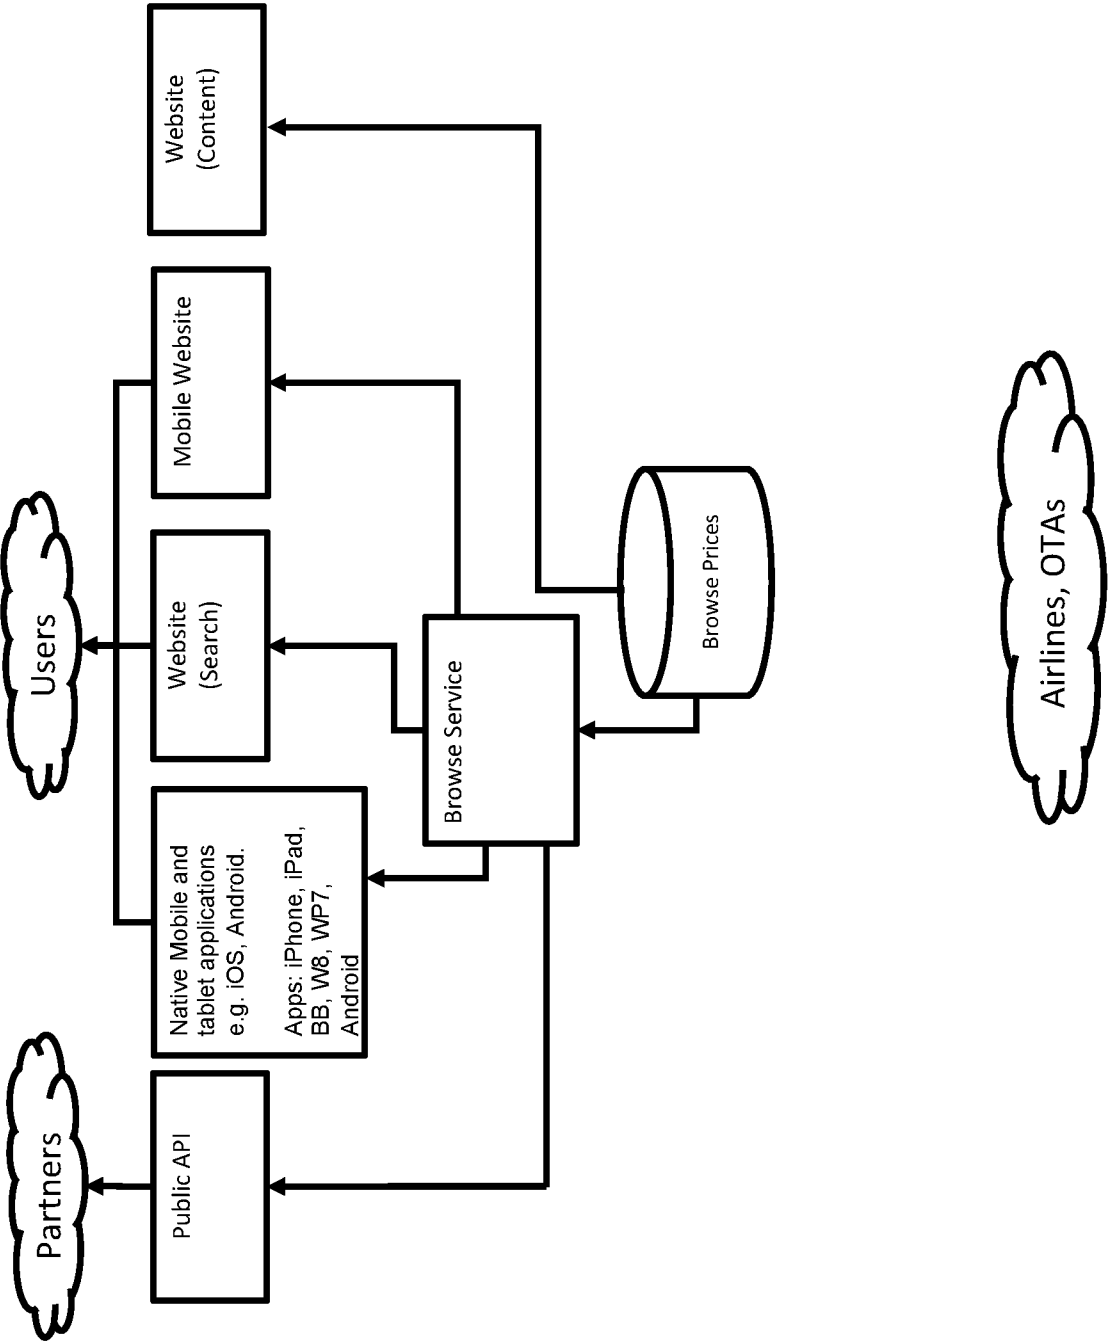 Partners
Users
Public API
Native Mobile and
tablet applications
e.g. iOS, Android.
Apps: iPhone, iPad,
BB, W8, WP7,
Android
Website
(Search)
Mobile Website
Website
(Content)
Browse Service
Browse Prices
Airlines, OTAs